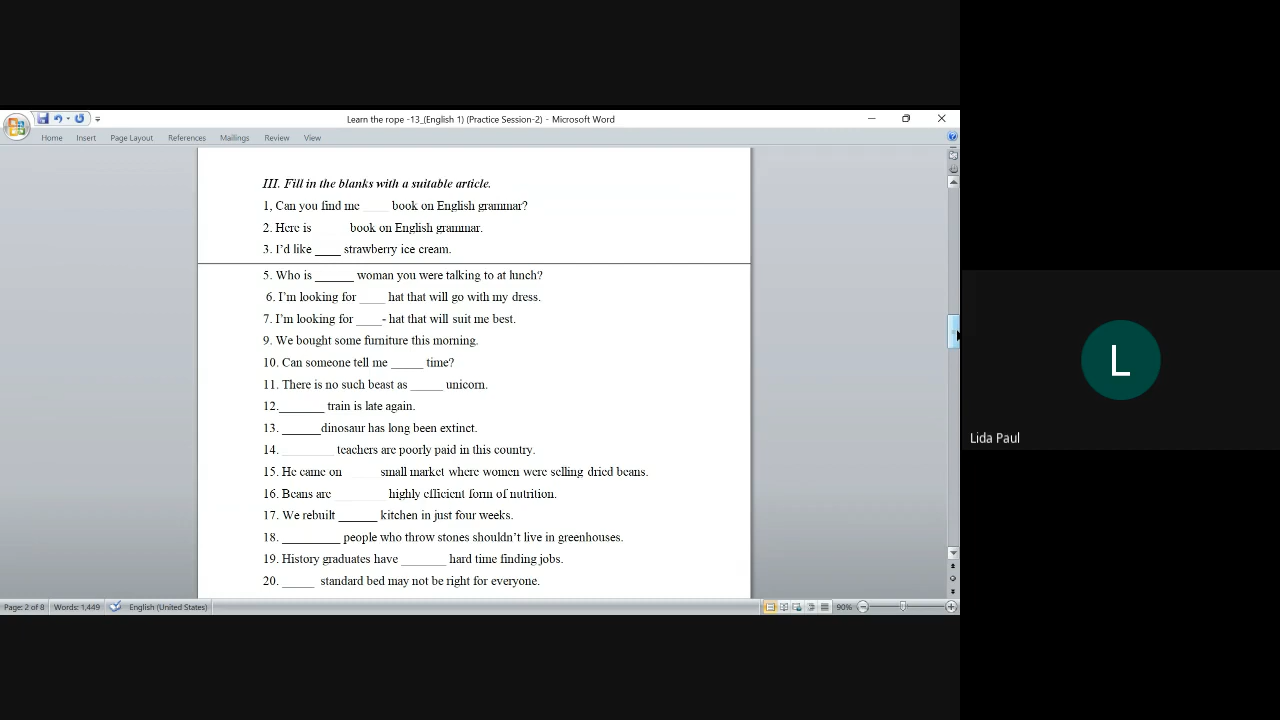 Learn the rope -13_(English 1) (Practice Session-2) - Microsoft Word
Home Insert Page Layout References Mailings Review View
III. Fill in the blanks with a suitable article.
1, Can you find me ____ book on English grammar?
2. Here is ____ book on English grammar.
3. I'd like ____ strawberry ice cream.
5. Who is ______ woman you were talking to at lunch?
6. I'm looking for ____ hat that will go with my dress.
7. I'm looking for ____- hat that will suit me best.
9. We bought some furniture this morning.
10. Can someone tell me _____ time?
11. There is no such beast as _____ unicorn.
12._______ train is late again.
13. ______dinosaur has long been extinct.
14. ________ teachers are poorly paid in this country.
15. He came on _____ small market where women were selling dried beans.
16. Beans are ________ highly efficient form of nutrition.
17. We rebuilt ______ kitchen in just four weeks.
18. _________ people who throw stones shouldn't live in greenhouses.
19. History graduates have _______ hard time finding jobs.
20. _____ standard bed may not be right for everyone.
Page: 2 of 8 Words: 1,449 English (United States) 90%
L
Lida Paul